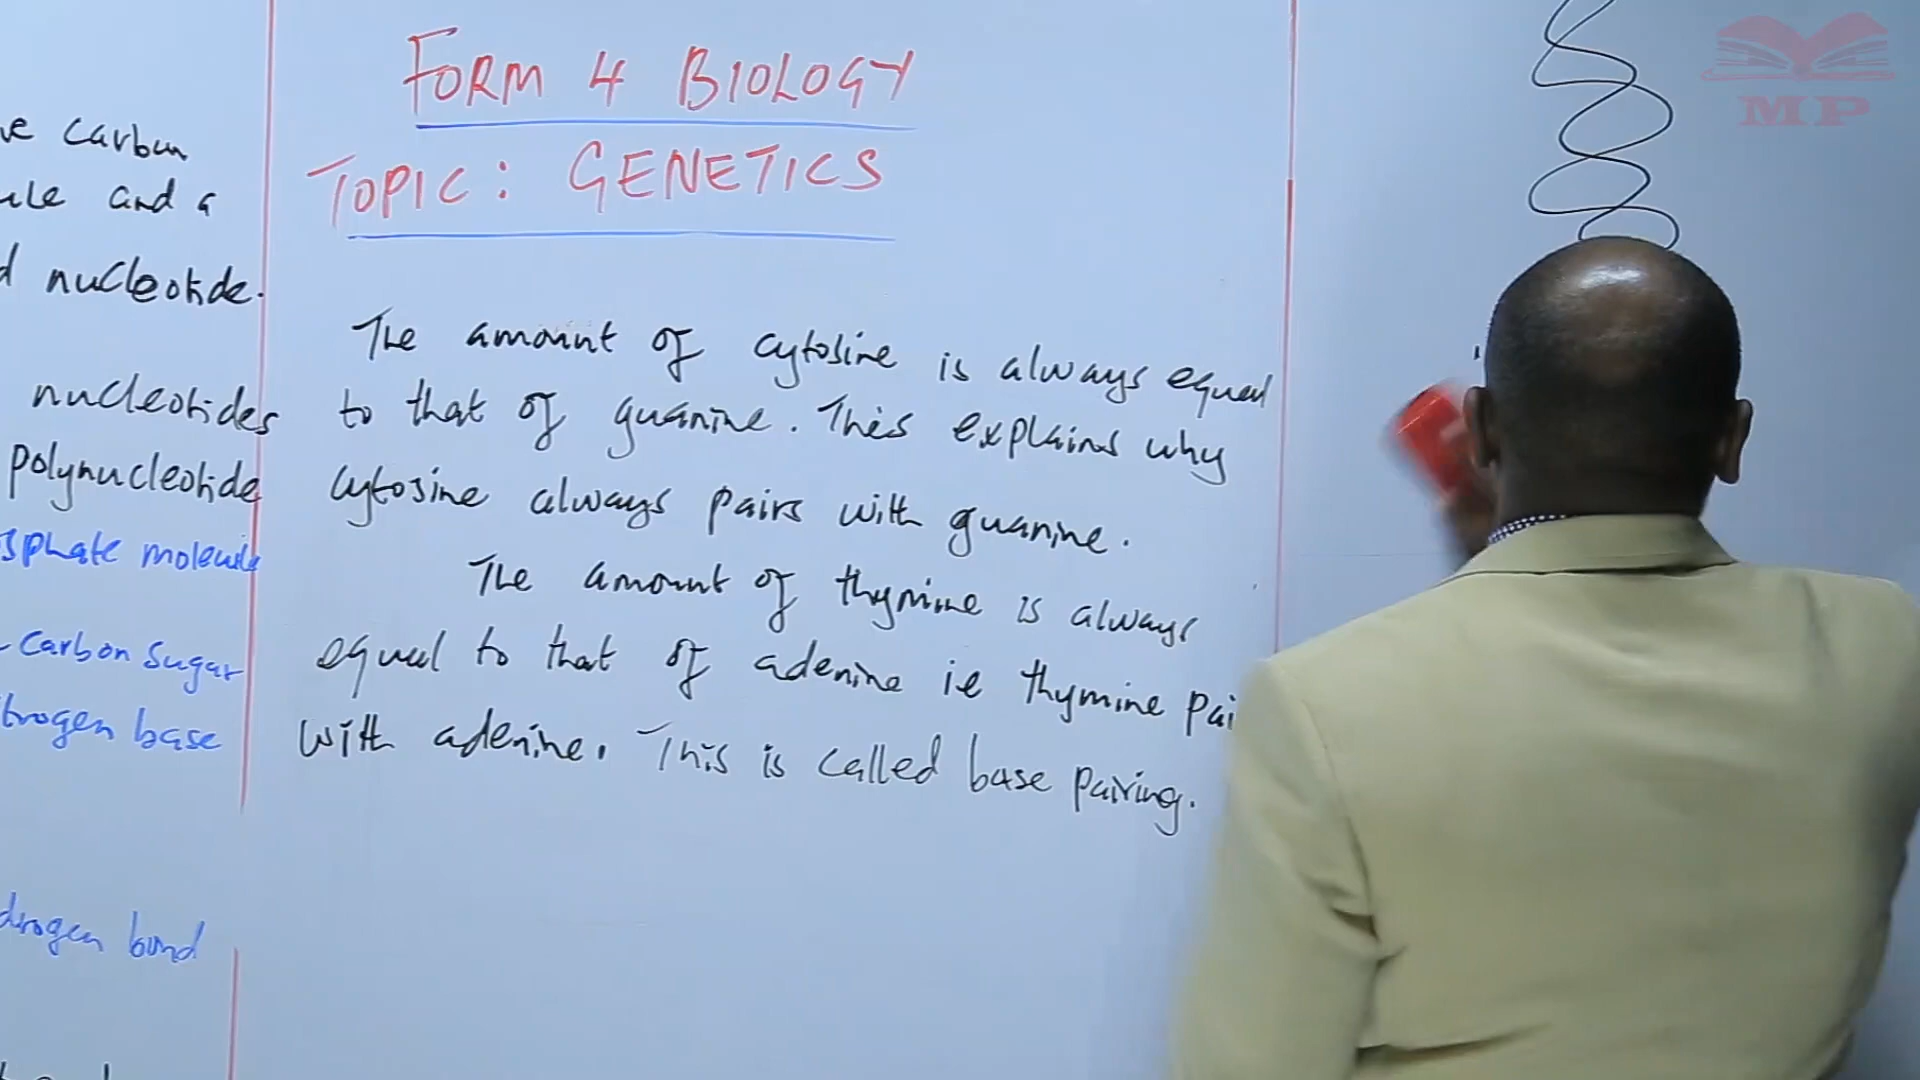 FORM 4 BIOLOGY
TOPIC: GENETICS
The amount of cytosine is always equal
to that of guanine. This explains why
cytosine always pairs with guanine.
The amount of thymine is always
equal to that of adenine ie thymine pai
with adenine. This is called base pairing.
ve carbon
ule and a
d nucleotide.
nucleotides
polynucleotide
sphate molecule
- carbon sugar
trogen base
drogen bond
MP